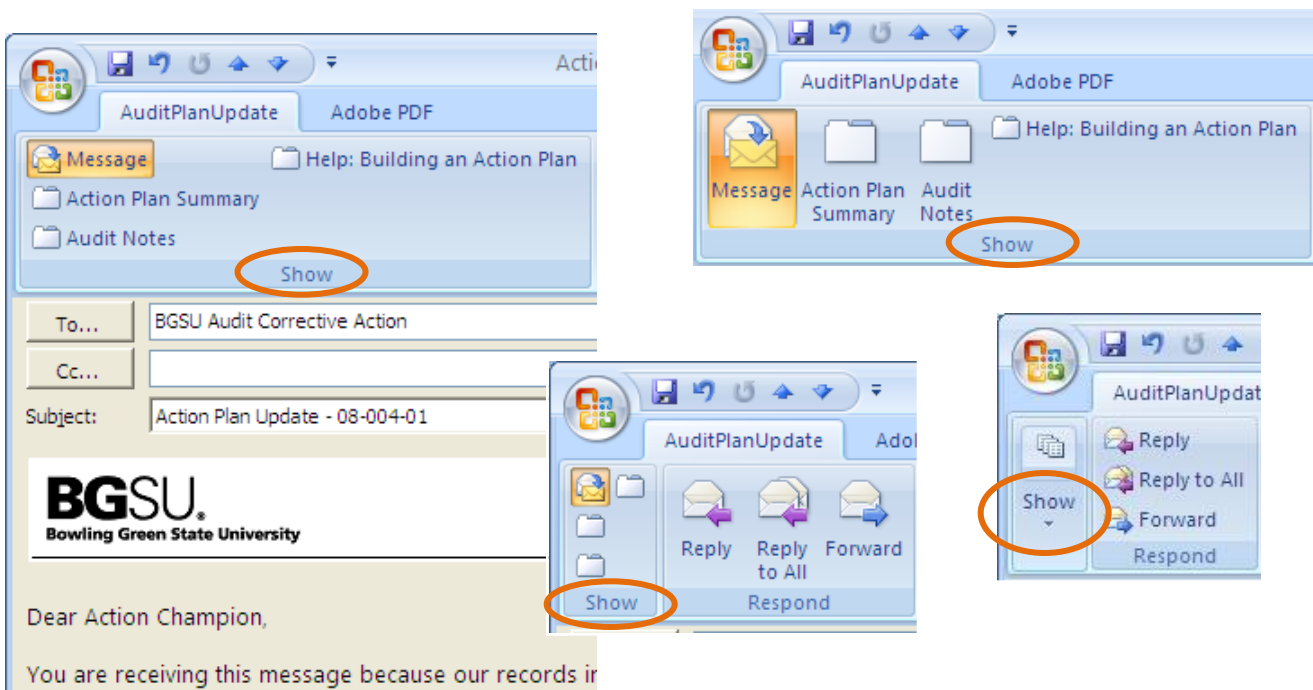 Acti
AuditPlanUpdate Adobe PDF
Message Help: Building an Action Plan
Action Plan Summary
Audit Notes
Show
To... BGSU Audit Corrective Action
Cc...
Subject: Action Plan Update - 08-004-01
BGSU.
Bowling Green State University
Dear Action Champion,
You are receiving this message because our records i
AuditPlanUpdate Adobe PDF
Help: Building an Action Plan
Message Action Plan Audit
Summary Notes
Show
AuditPlanUpdate Adol
Reply Reply Forward
to All
Show Respond
AuditPlanUpdat
Reply
Reply to All
Show
Forward
Respond